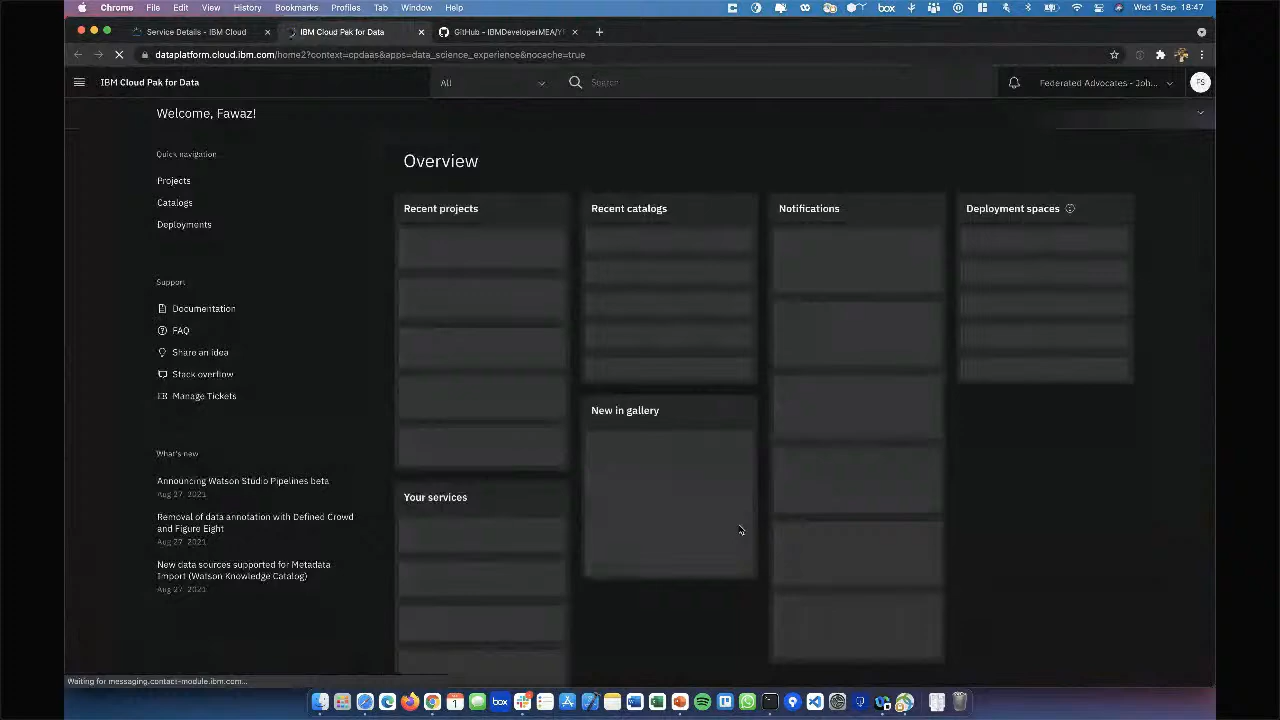 Chrome File Edit View History Bookmarks Profiles Tab Window Help Wed 1 Sep 18:47
Service Details - IBM Cloud IBM Cloud Pak for Data GitHub - IBMDeveloperMEA/Y
dataplatform.cloud.ibm.com/home2?context=cpdaas&apps=data_science_experience&nocache=true
IBM Cloud Pak for Data All Search Federated Advocates - Joh... FS
Welcome, Fawaz!
Quick navigation
Projects
Catalogs
Deployments
Support
Documentation
FAQ
Share an idea
Stack overflow
Manage Tickets
What's new
Announcing Watson Studio Pipelines beta
Aug 27, 2021
Removal of data annotation with Defined Crowd
and Figure Eight
Aug 27, 2021
New data sources supported for Metadata
Import (Watson Knowledge Catalog)
Aug 27, 2021
Overview
Recent projects
Your services
Recent catalogs
New in gallery
Notifications
Deployment spaces
Waiting for messaging.contact-module.ibm.com...
box